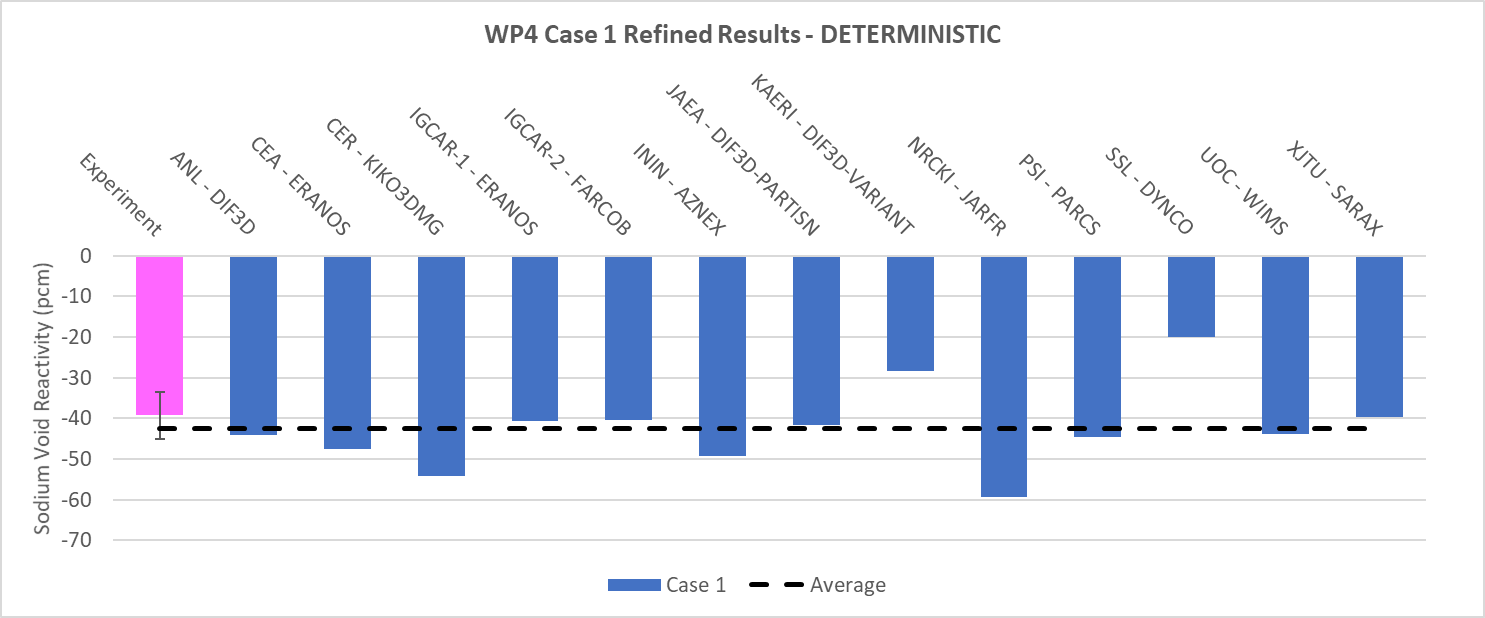 WP4 Case 1 Refined Results - DETERMINISTIC
Experiment
ANL - DIF3D
CEA - ERANOS
CER - KIKO3DMG
IGCAR-1 - ERANOS
IGCAR-2 - FARCOB
ININ - AZNEX
JAEA - DIF3D-PARTISN
KAERI - DIF3D-VARIANT
NRCKI - JARFR
PSI - PARCS
SSL - DYNCO
UOC - WIMS
XJTU - SARAX
Sodium Void Reactivity (pcm)
0
-10
-20
-30
-40
-50
-60
-70
Case 1
Average